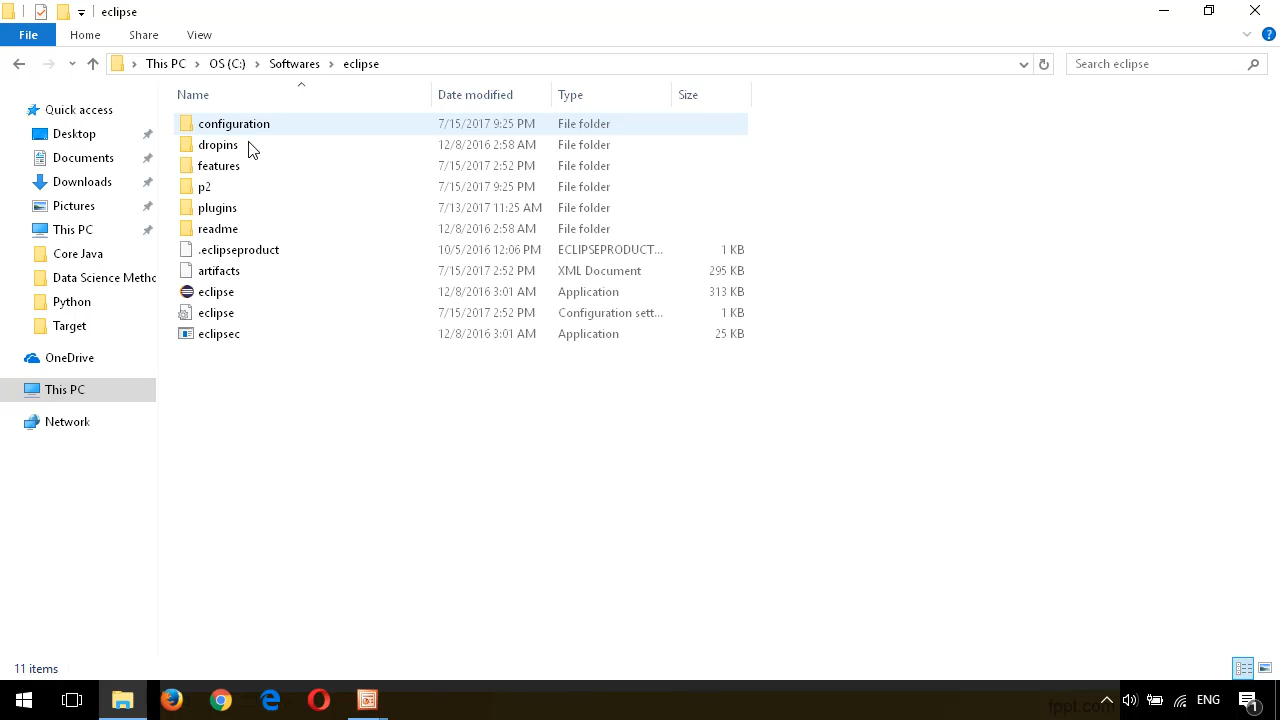 eclipse
File Home Share View
This PC OS (C:) Softwares eclipse
Search eclipse
Name Date modified Type Size
Quick access
Desktop
Documents
Downloads
Pictures
This PC
Core Java
Data Science Metho
Python
Target
OneDrive
This PC
Network
configuration 7/15/2017 9:25 PM File folder
dropins 12/8/2016 2:58 AM File folder
features 7/15/2017 2:52 PM File folder
p2 7/15/2017 9:25 PM File folder
plugins 7/13/2017 11:25 AM File folder
readme 12/8/2016 2:58 AM File folder
.eclipseproduct 10/5/2016 12:06 PM ECLIPSEPRODUCT... 1 KB
artifacts 7/15/2017 2:52 PM XML Document 295 KB
eclipse 12/8/2016 3:01 AM Application 313 KB
eclipse 7/15/2017 2:52 PM Configuration sett... 1 KB
eclipsec 12/8/2016 3:01 AM Application 25 KB
11 items
ENG
1
fppt.com